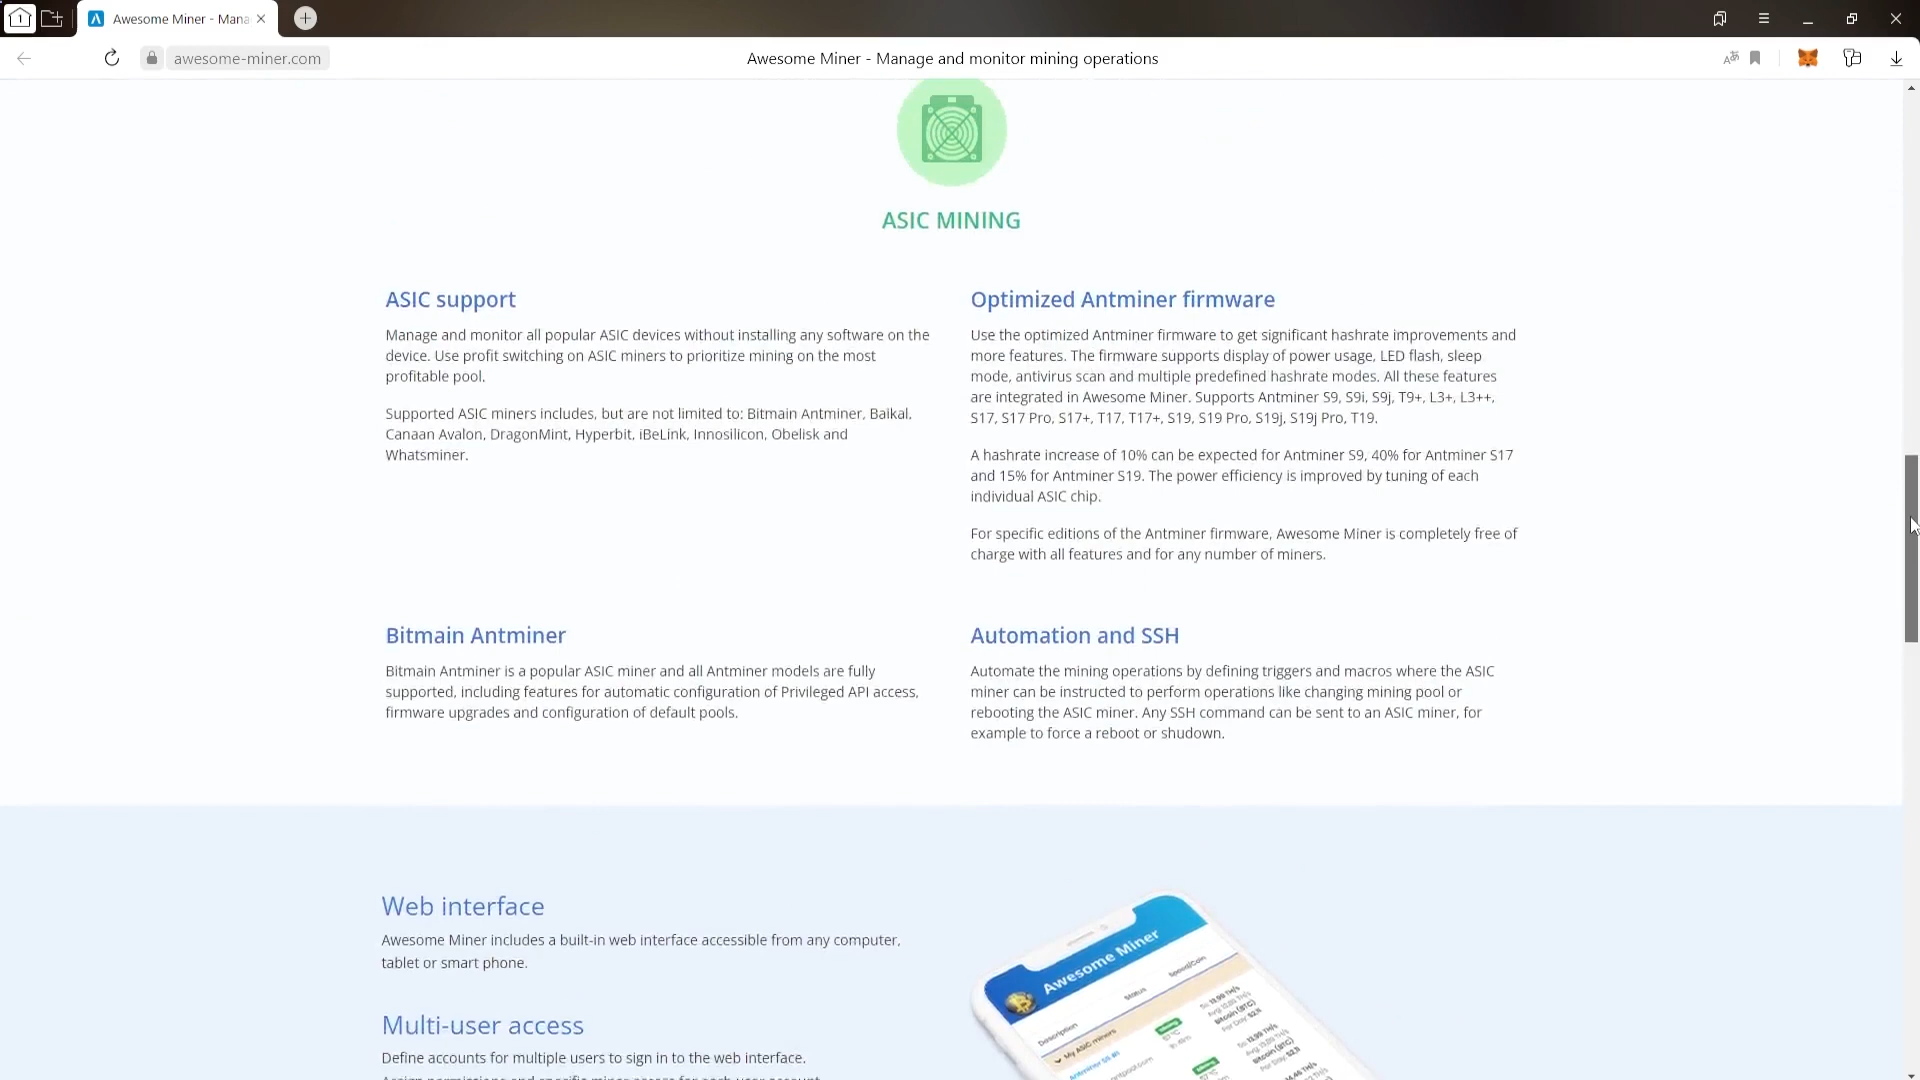 1
Awesome Miner - Mana
awesome-miner.com
Awesome Miner - Manage and monitor mining operations
ASIC MINING
ASIC support
Manage and monitor all popular ASIC devices without installing any software on the
device. Use profit switching on ASIC miners to prioritize mining on the most
profitable pool.
Supported ASIC miners includes, but are not limited to: Bitmain Antminer, Baikal,
Canaan Avalon, DragonMint, Hyperbit, iBeLink, Innosilicon, Obelisk and
Whatsminer.
Optimized Antminer firmware
Use the optimized Antminer firmware to get significant hashrate improvements and
more features. The firmware supports display of power usage, LED flash, sleep
mode, antivirus scan and multiple predefined hashrate modes. All these features
are integrated in Awesome Miner. Supports Antminer S9, S9i, S9j, T9+, L3+, L3++,
S17, S17 Pro, S17+, T17, T17+, S19, S19 Pro, S19j, S19j Pro, T19.
A hashrate increase of 10% can be expected for Antminer S9, 40% for Antminer S17
and 15% for Antminer S19. The power efficiency is improved by tuning of each
individual ASIC chip.
For specific editions of the Antminer firmware, Awesome Miner is completely free of
charge with all features and for any number of miners.
Bitmain Antminer
Bitmain Antminer is a popular ASIC miner and all Antminer models are fully
supported, including features for automatic configuration of Privileged API access,
firmware upgrades and configuration of default pools.
Automation and SSH
Automate the mining operations by defining triggers and macros where the ASIC
miner can be instructed to perform operations like changing mining pool or
rebooting the ASIC miner. Any SSH command can be sent to an ASIC miner, for
example to force a reboot or shudown.
Web interface
Awesome Miner includes a built-in web interface accessible from any computer,
tablet or smart phone.
Multi-user access
Define accounts for multiple users to sign in to the web interface.
Awesome Miner
Description
Status
Speed/Coin
My ASIC miners
Bitcoin (BTC)